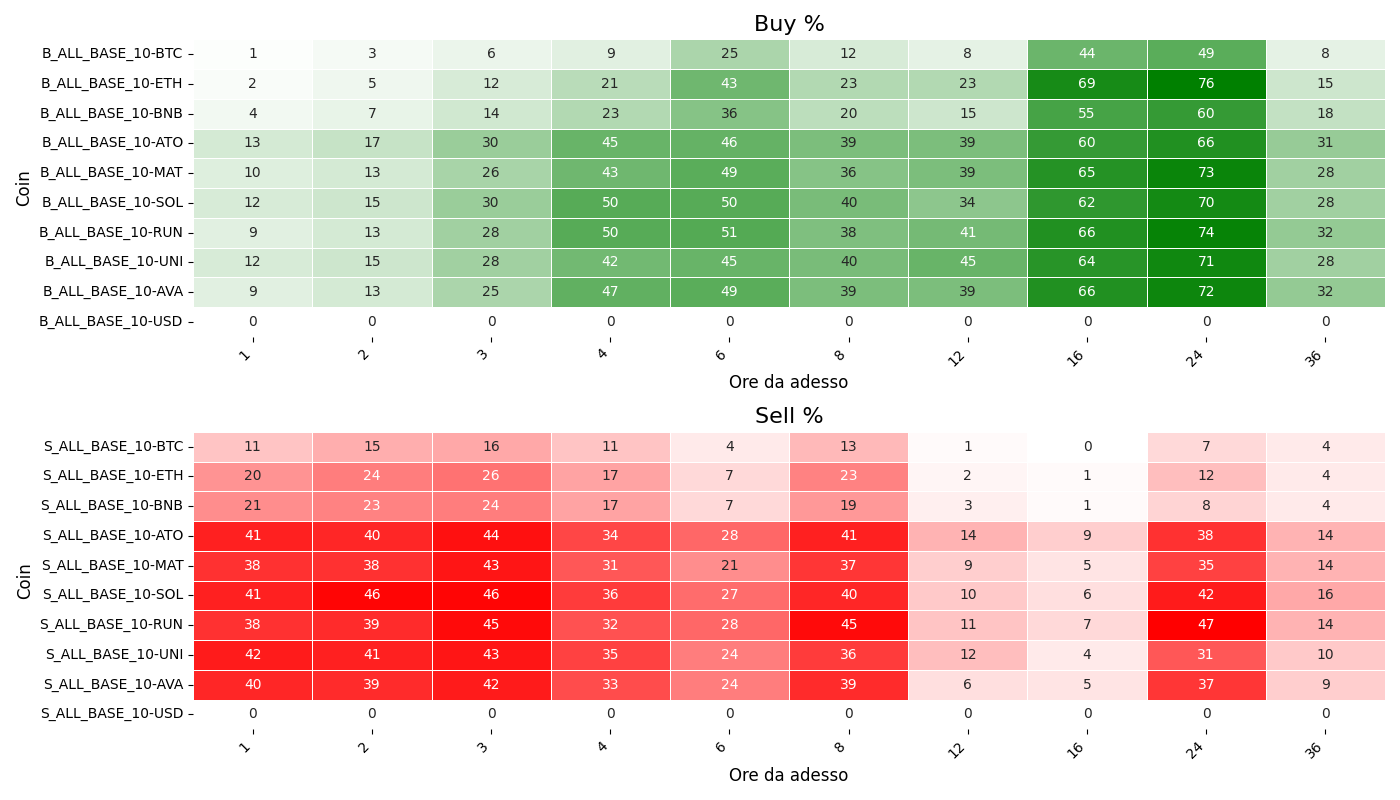 Buy %
Coin
B_ALL_BASE_10-BTC 1 3 6 9 25 12 8 44 49 8
B_ALL_BASE_10-ETH 2 5 12 21 43 23 23 69 76 15
B_ALL_BASE_10-BNB 4 7 14 23 36 20 15 55 60 18
B_ALL_BASE_10-ATO 13 17 30 45 46 39 39 60 66 31
B_ALL_BASE_10-MAT 10 13 26 43 49 36 39 65 73 28
B_ALL_BASE_10-SOL 12 15 30 50 50 40 34 62 70 28
B_ALL_BASE_10-RUN 9 13 28 50 51 38 41 66 74 32
B_ALL_BASE_10-UNI 12 15 28 42 45 40 45 64 71 28
B_ALL_BASE_10-AVA 9 13 25 47 49 39 39 66 72 32
B_ALL_BASE_10-USD 0 0 0 0 0 0 0 0 0 0
1 2 3 4 6 8 12 16 24 36
Ore da adesso
Sell %
Coin
S_ALL_BASE_10-BTC 11 15 16 11 4 13 1 0 7 4
S_ALL_BASE_10-ETH 20 24 26 17 7 23 2 1 12 4
S_ALL_BASE_10-BNB 21 23 24 17 7 19 3 1 8 4
S_ALL_BASE_10-ATO 41 40 44 34 28 41 14 9 38 14
S_ALL_BASE_10-MAT 38 38 43 31 21 37 9 5 35 14
S_ALL_BASE_10-SOL 41 46 46 36 27 40 10 6 42 16
S_ALL_BASE_10-RUN 38 39 45 32 28 45 11 7 47 14
S_ALL_BASE_10-UNI 42 41 43 35 24 36 12 4 31 10
S_ALL_BASE_10-AVA 40 39 42 33 24 39 6 5 37 9
S_ALL_BASE_10-USD 0 0 0 0 0 0 0 0 0 0
1 2 3 4 6 8 12 16 24 36
Ore da adesso